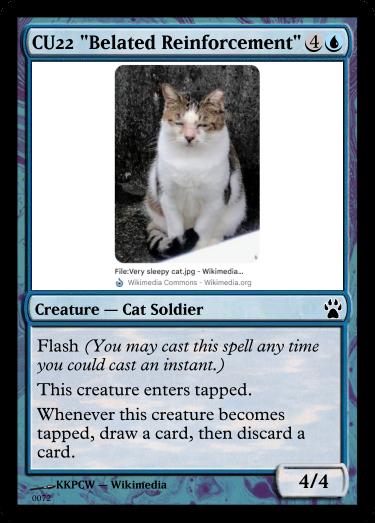 CU22 "Belated Reinforcement" 4
File:Very sleepy cat.jpg - Wikimedia...
Wikimedia Commons - Wikimedia.org
Creature — Cat Soldier
Flash (You may cast this spell any time
you could cast an instant.)
This creature enters tapped.
Whenever this creature becomes
tapped, draw a card, then discard a
card.
KKPCW — Wikimedia
4/4
0072